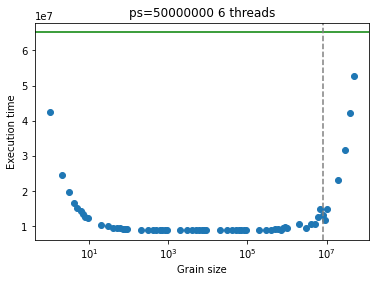 ps=50000000 6 threads
1e7
6
5
4
3
2
1
Execution time
10¹
10³
10⁵
10⁷
Grain size